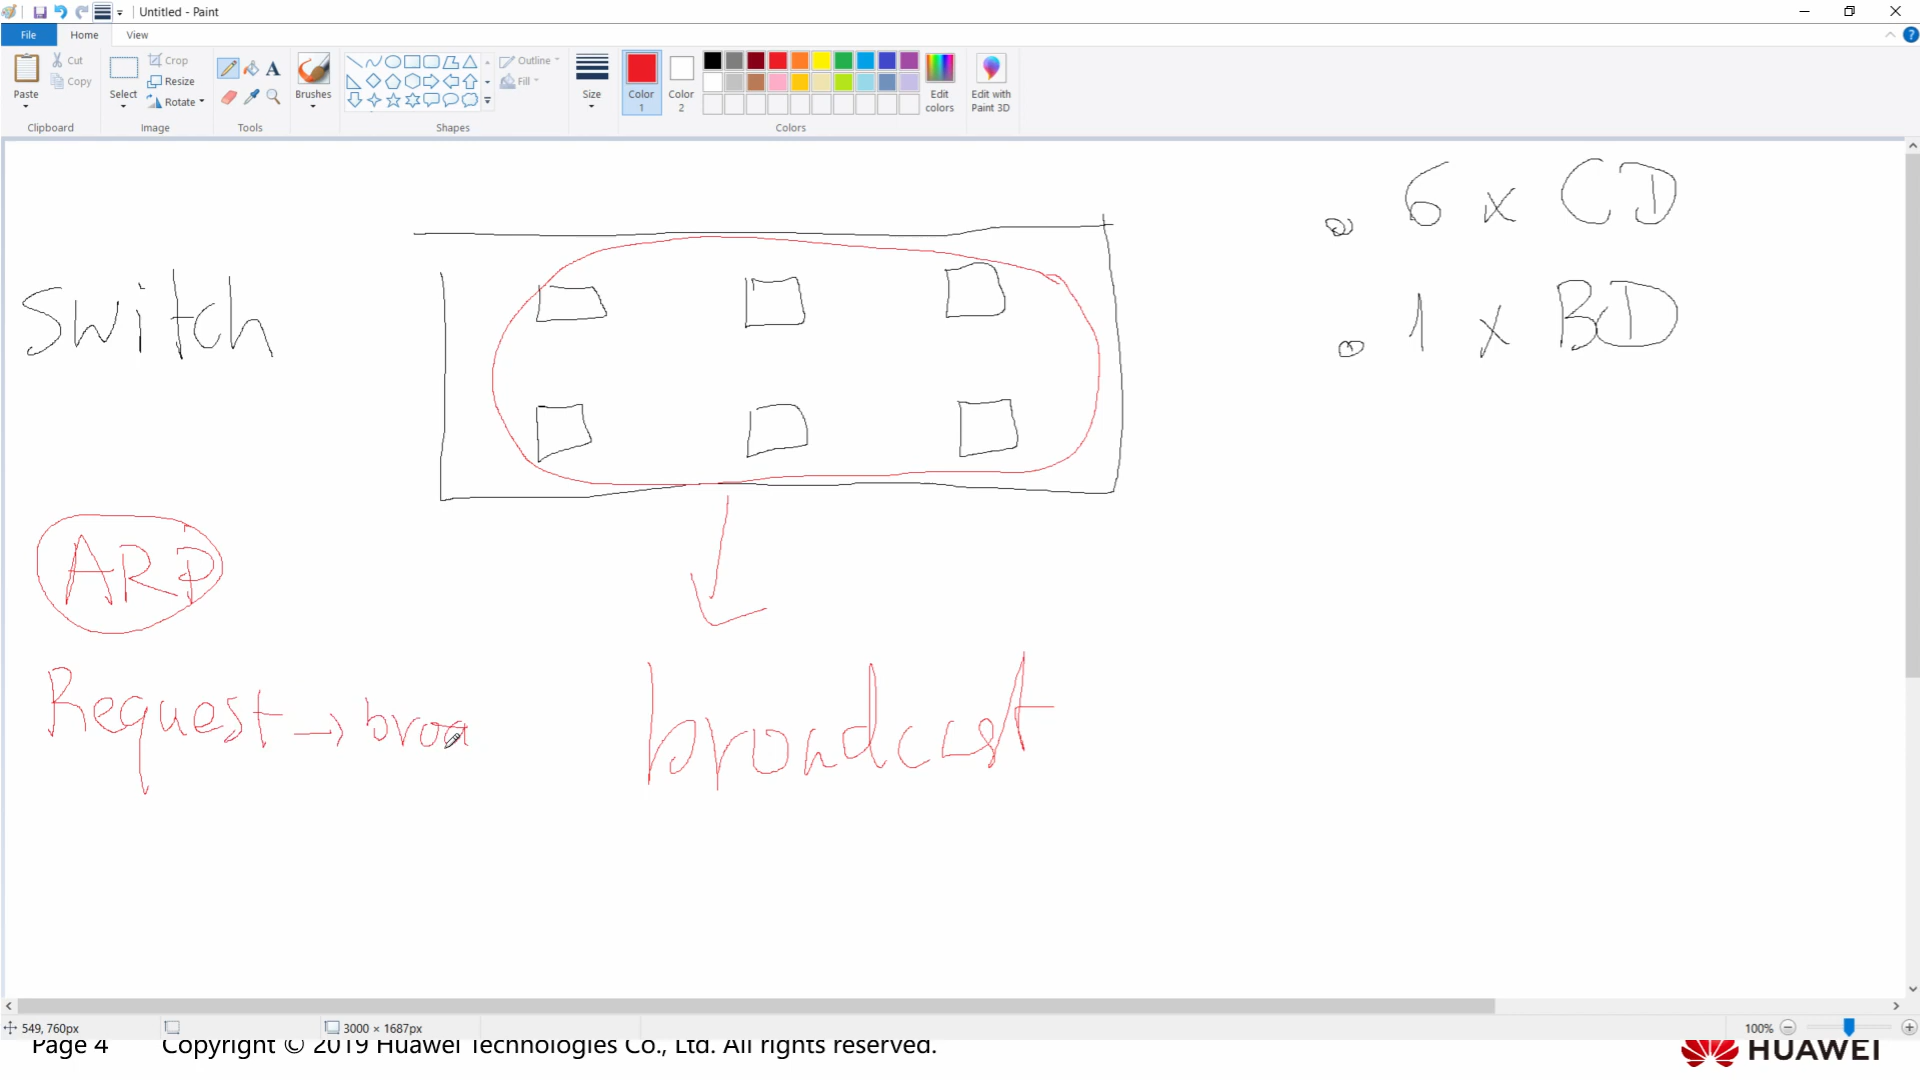 Untitled - Paint
File
Home
View
Paste
Cut
Copy
Clipboard
Select
Crop
Resize
Rotate
Image
Tools
Brushes
Shapes
Outline
Fill
Size
Color 1
Color 2
Edit colors
Edit with Paint 3D
Colors
6 x CD
Switch
1 x BD
ARP
Request → broa
broadcast
549, 760px
3000 × 1687px
100%
Page 4
Copyright © 2019 Huawei Technologies Co., Ltd. All rights reserved.
HUAWEI